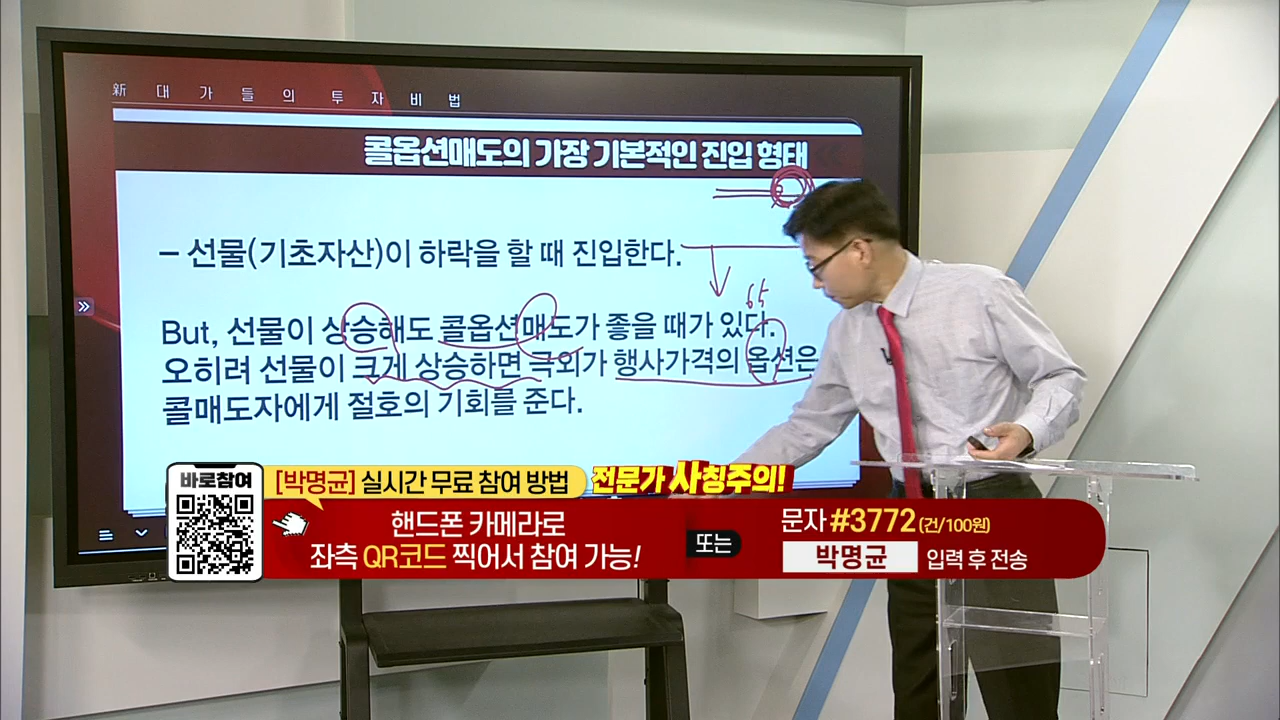 新 대 가 들 의 투 자 비 법
콜옵션매도의 가장 기본적인 진입 형태
– 선물(기초자산)이 하락을 할 때 진입한다.
65
But, 선물이 상승해도 콜옵션매도가 좋을 때가 있다.
오히려 선물이 크게 상승하면 극외가 행사가격의 옵션은
콜매도자에게 절호의 기회를 준다.
바로참여
[박명균] 실시간 무료 참여 방법
전문가 사칭주의!
핸드폰 카메라로
좌측 QR코드 찍어서 참여 가능!
또는
문자 #3772 (건/100원)
박명균 입력 후 전송